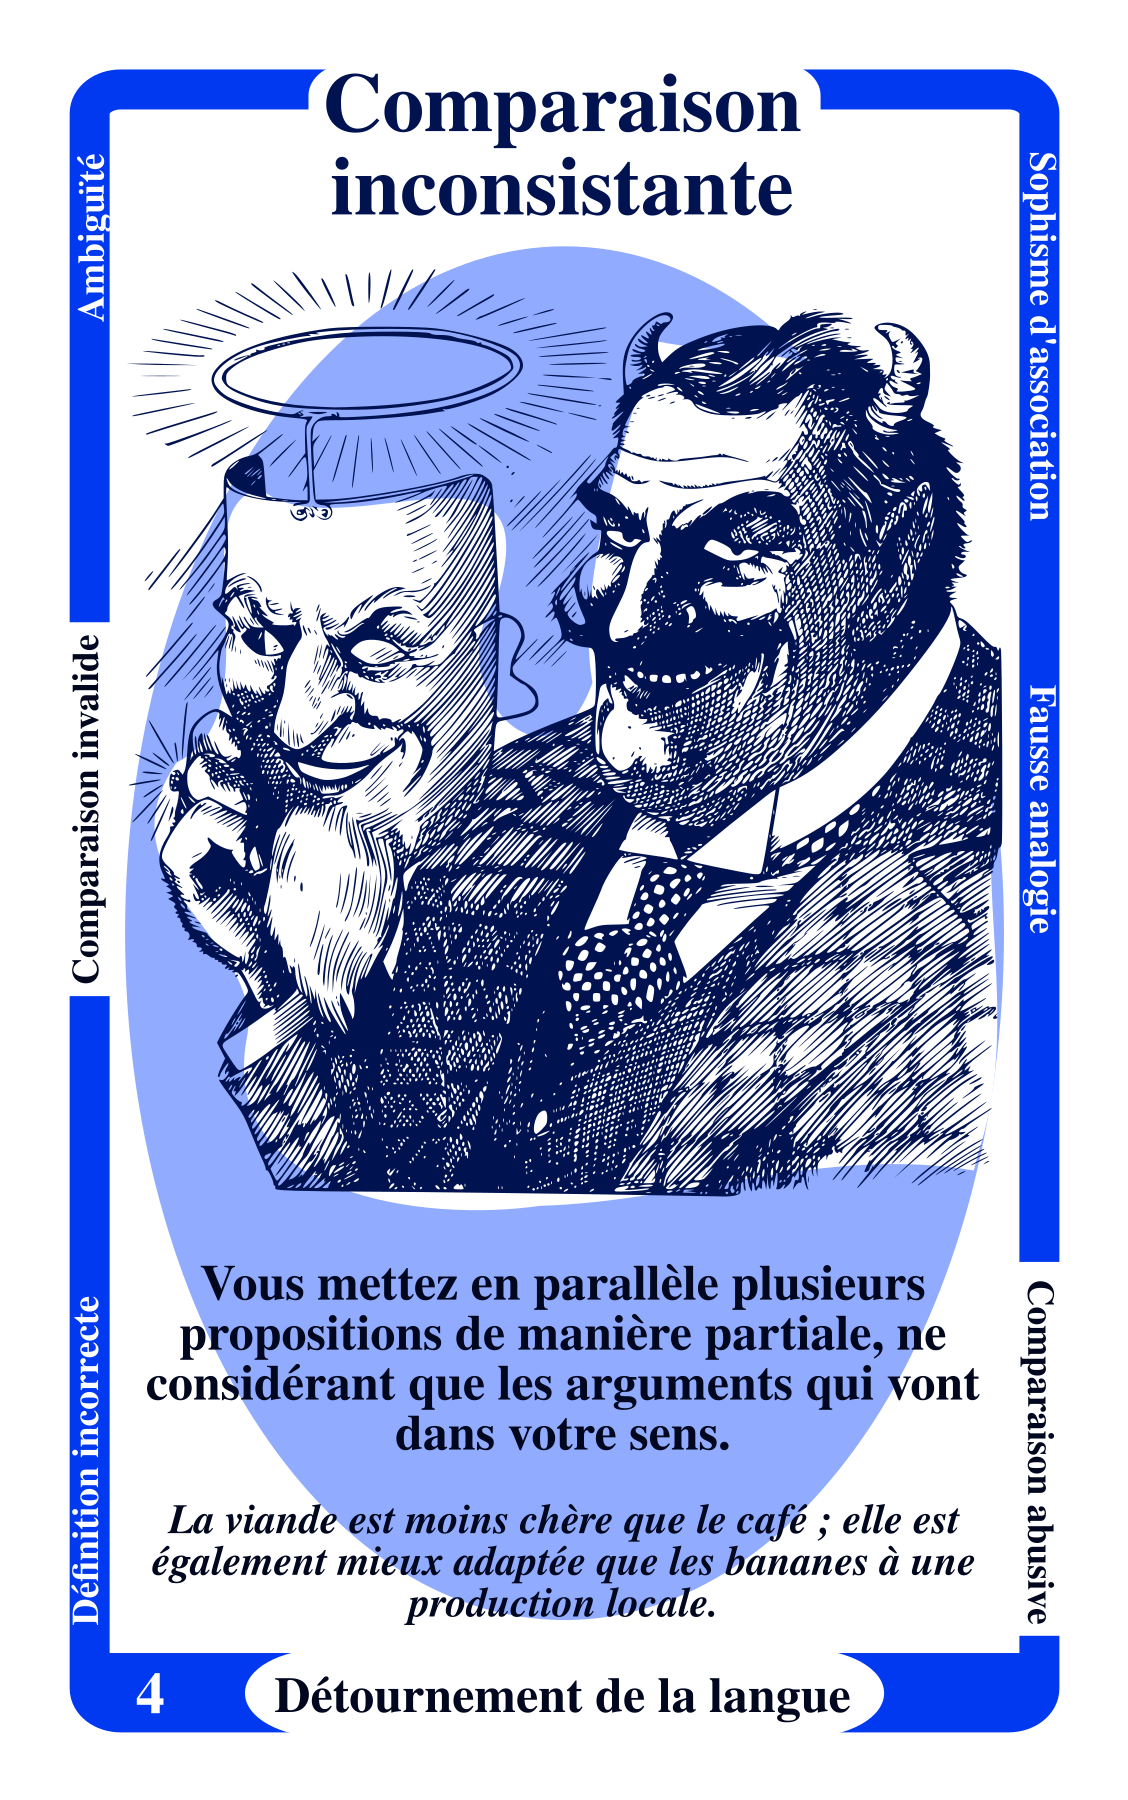 Comparaison
inconsistante
Ambiguïté
Comparaison invalide
Définition incorrecte
Sophisme d'association
Fausse analogie
Comparaison abusive
Vous mettez en parallèle plusieurs
propositions de manière partiale, ne
considérant que les arguments qui vont
dans votre sens.
La viande est moins chère que le café ; elle est
également mieux adaptée que les bananes à une
production locale.
4
Détournement de la langue